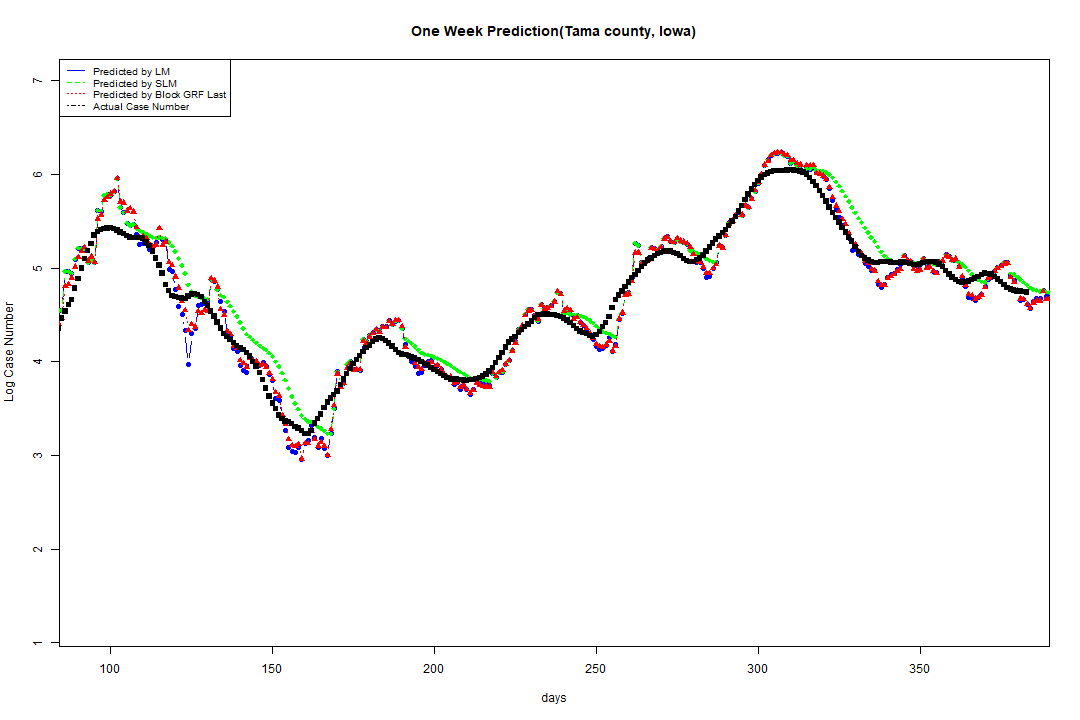 One Week Prediction(Tama county, Iowa)
Predicted by LM
Predicted by SLM
Predicted by Block GRF Last
Actual Case Number
7
6
5
4
3
2
1
Log Case Number
100 150 200 250 300 350
days